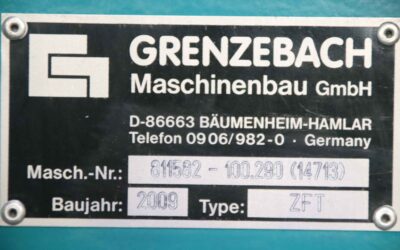 GRENZEBACH
Maschinenbau GmbH
D-86663 BÄUMENHEIM-HAMLAR
Telefon 0906/982-0 · Germany
Masch.-Nr.: 811582 - 100.290 (14713)
Baujahr: 2009 Type: ZFT